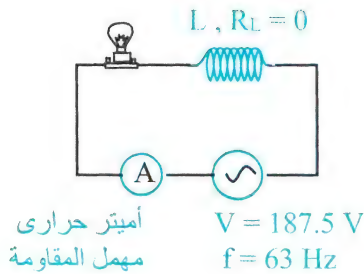 L , RL = 0
A
أميتر حرارى
مهمل المقاومة
V = 187.5 V
f = 63 Hz